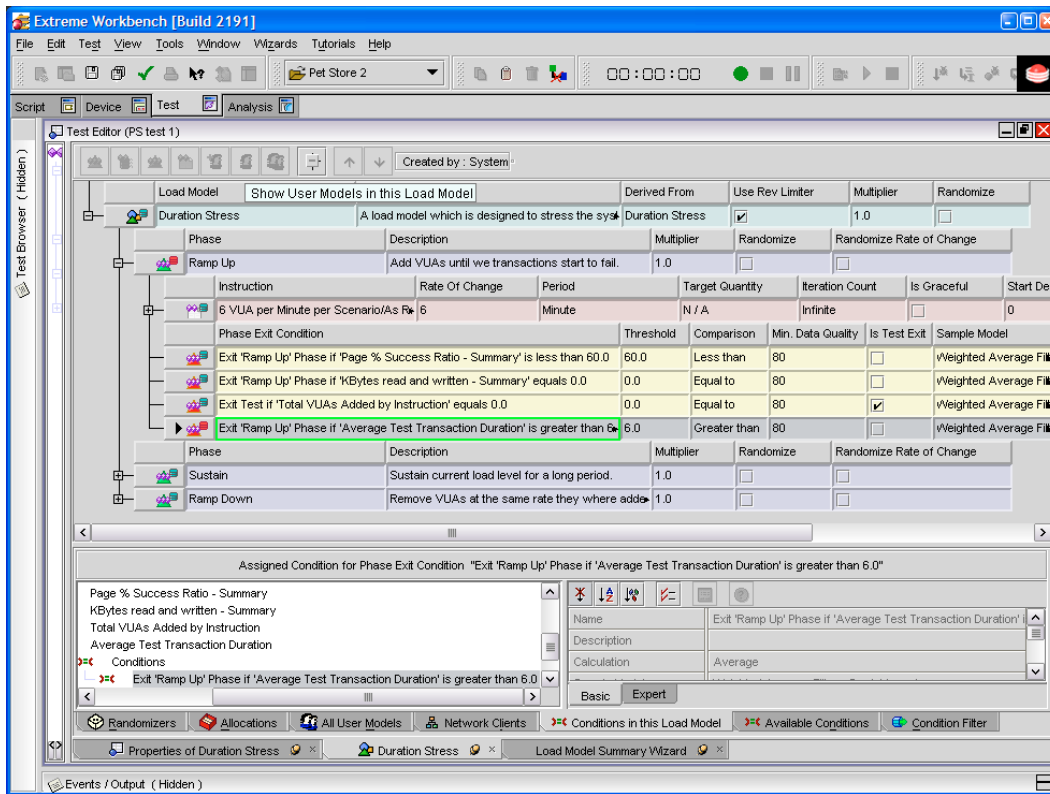 Extreme Workbench [Build 2191]
File Edit Test View Tools Window Wizards Tutorials Help
Pet Store 2 00:00:00
Script Device Test Analysis
Test Browser ( Hidden )
Test Editor (PS test 1)
Created by : System
Load Model Show User Models in this Load Model Derived From Use Rev Limiter Multiplier Randomize
Duration Stress A load model which is designed to stress the sys Duration Stress 1.0
Phase Description Multiplier Randomize Randomize Rate of Change
Ramp Up Add VUAs until we transactions start to fail. 1.0
Instruction Rate Of Change Period Target Quantity Iteration Count Is Graceful Start De
6 VUA per Minute per Scenario/As R 6 Minute N / A Infinite 0
Phase Exit Condition Threshold Comparison Min. Data Quality Is Test Exit Sample Model
Exit 'Ramp Up' Phase if 'Page % Success Ratio - Summary' is less than 60.0 60.0 Less than 80 Weighted Average Fil
Exit 'Ramp Up' Phase if 'KBytes read and written - Summary' equals 0.0 0.0 Equal to 80 Weighted Average Fil
Exit Test if 'Total VUAs Added by Instruction' equals 0.0 0.0 Equal to 80 Weighted Average Fil
Exit 'Ramp Up' Phase if 'Average Test Transaction Duration' is greater than 6 6.0 Greater than 80 Weighted Average Fil
Phase Description Multiplier Randomize Randomize Rate of Change
Sustain Sustain current load level for a long period. 1.0
Ramp Down Remove VUAs at the same rate they where adde 1.0
Assigned Condition for Phase Exit Condition "Exit 'Ramp Up' Phase if 'Average Test Transaction Duration' is greater than 6.0"
Page % Success Ratio - Summary
KBytes read and written - Summary
Total VUAs Added by Instruction
Average Test Transaction Duration
Conditions
Exit 'Ramp Up' Phase if 'Average Test Transaction Duration' is greater than 6.0
Name Exit 'Ramp Up' Phase if 'Average Test Transaction Duration' i
Description
Calculation Average
Basic Expert
Randomizers Allocations All User Models Network Clients Conditions in this Load Model Available Conditions Condition Filter
Properties of Duration Stress Duration Stress Load Model Summary Wizard
Events / Output ( Hidden )